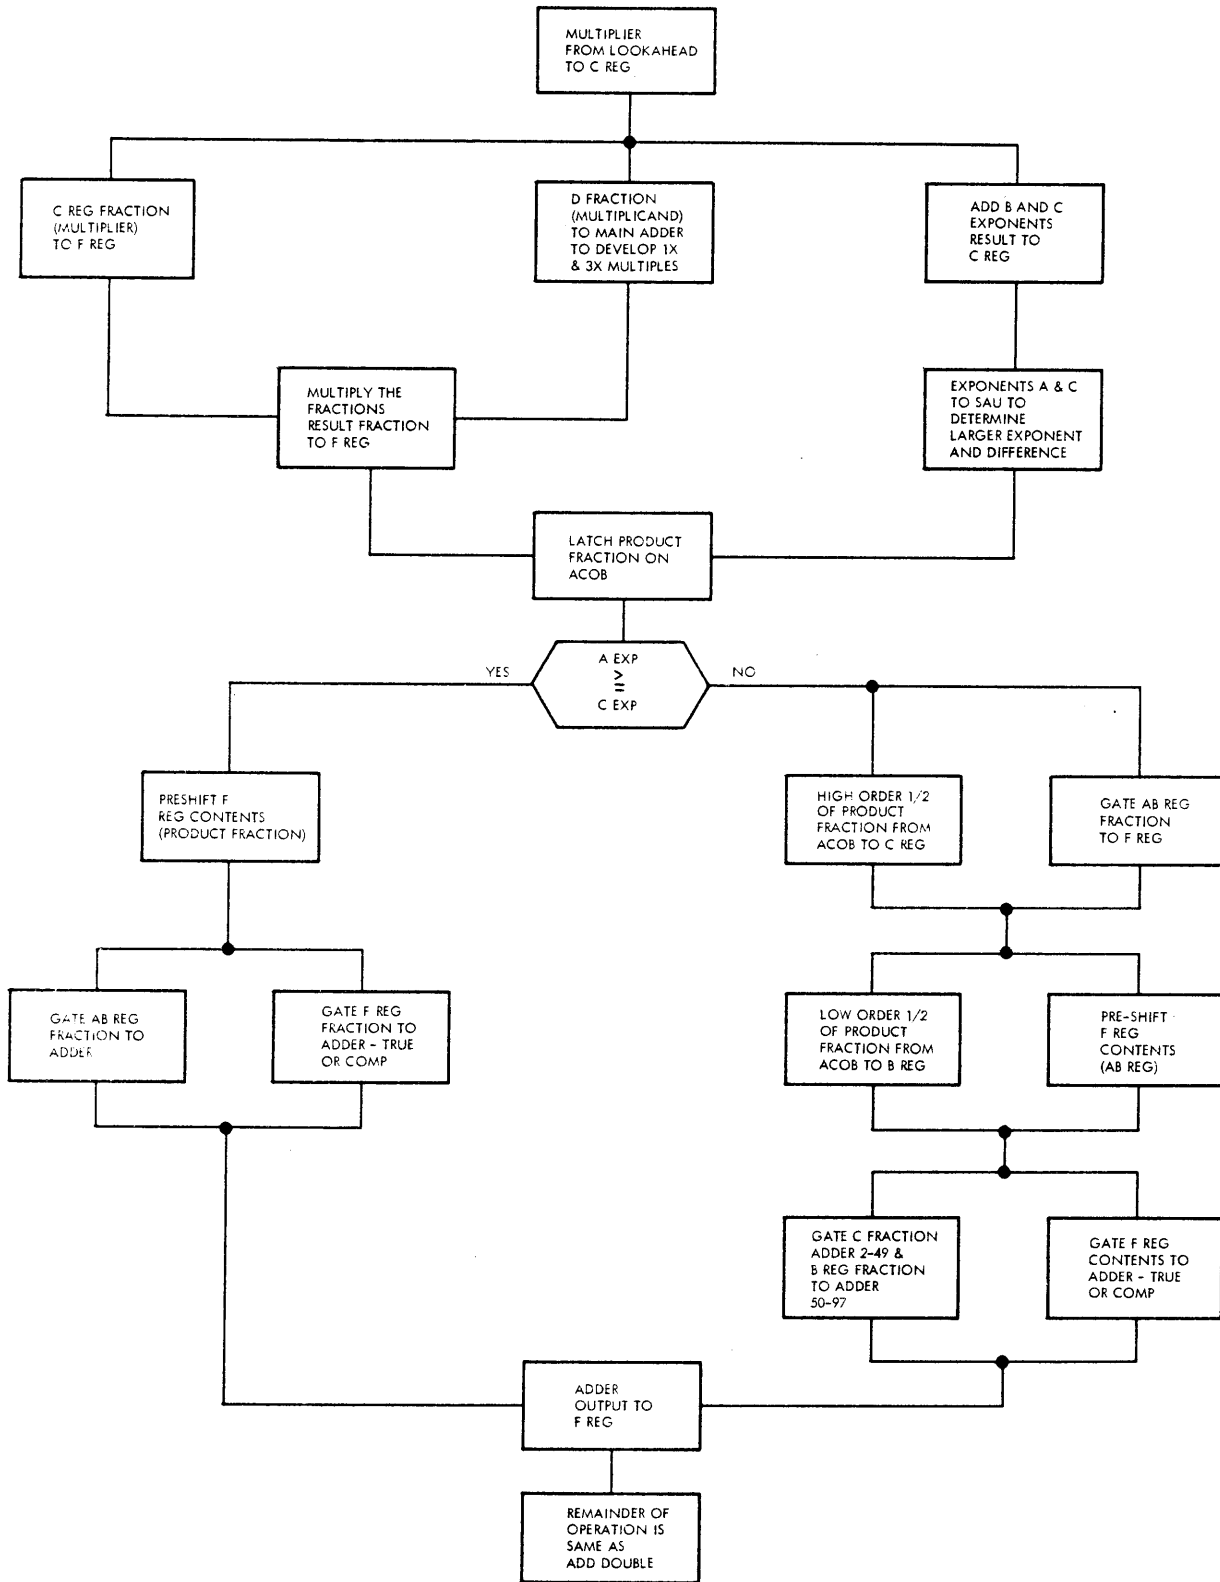 MULTIPLIER
FROM LOOKAHEAD
TO C REG
C REG FRACTION
(MULTIPLIER)
TO F REG
D FRACTION
(MULTIPLICAND)
TO MAIN ADDER
TO DEVELOP 1X
& 3X MULTIPLES
ADD B AND C
EXPONENTS
RESULT TO
C REG
MULTIPLY THE
FRACTIONS
RESULT FRACTION
TO F REG
EXPONENTS A & C
TO SAU TO
DETERMINE
LARGER EXPONENT
AND DIFFERENCE
LATCH PRODUCT
FRACTION ON
ACOB
YES
A EXP
>
=
C EXP
NO
PRESHIFT F
REG CONTENTS
(PRODUCT FRACTION)
HIGH ORDER 1/2
OF PRODUCT
FRACTION FROM
ACOB TO C REG
GATE AB REG
FRACTION
TO F REG
GATE AB REG
FRACTION TO
ADDER
GATE F REG
FRACTION TO
ADDER - TRUE
OR COMP
LOW ORDER 1/2
OF PRODUCT
FRACTION FROM
ACOB TO B REG
PRE-SHIFT
F REG
CONTENTS
(AB REG)
GATE C FRACTION
ADDER 2-49 &
B REG FRACTION
TO ADDER
50-97
GATE F REG
CONTENTS TO
ADDER - TRUE
OR COMP
ADDER
OUTPUT TO
F REG
REMAINDER OF
OPERATION IS
SAME AS
ADD DOUBLE